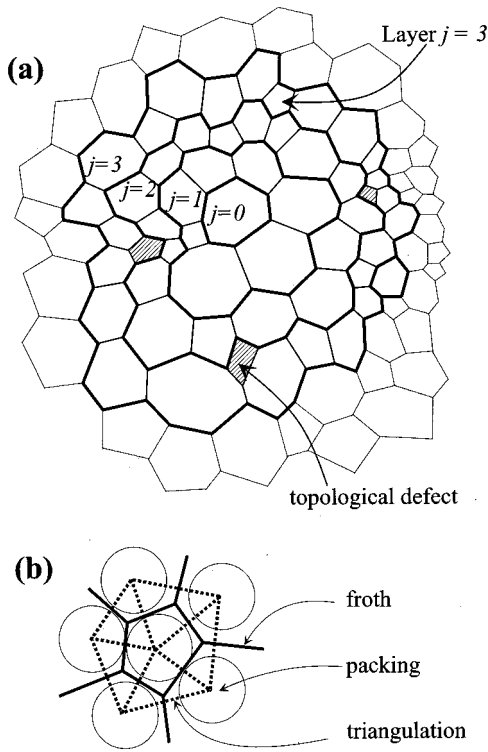 Layer j = 3
(a)
j=3
j=2
j=1
j=0
topological defect
(b)
froth
packing
triangulation